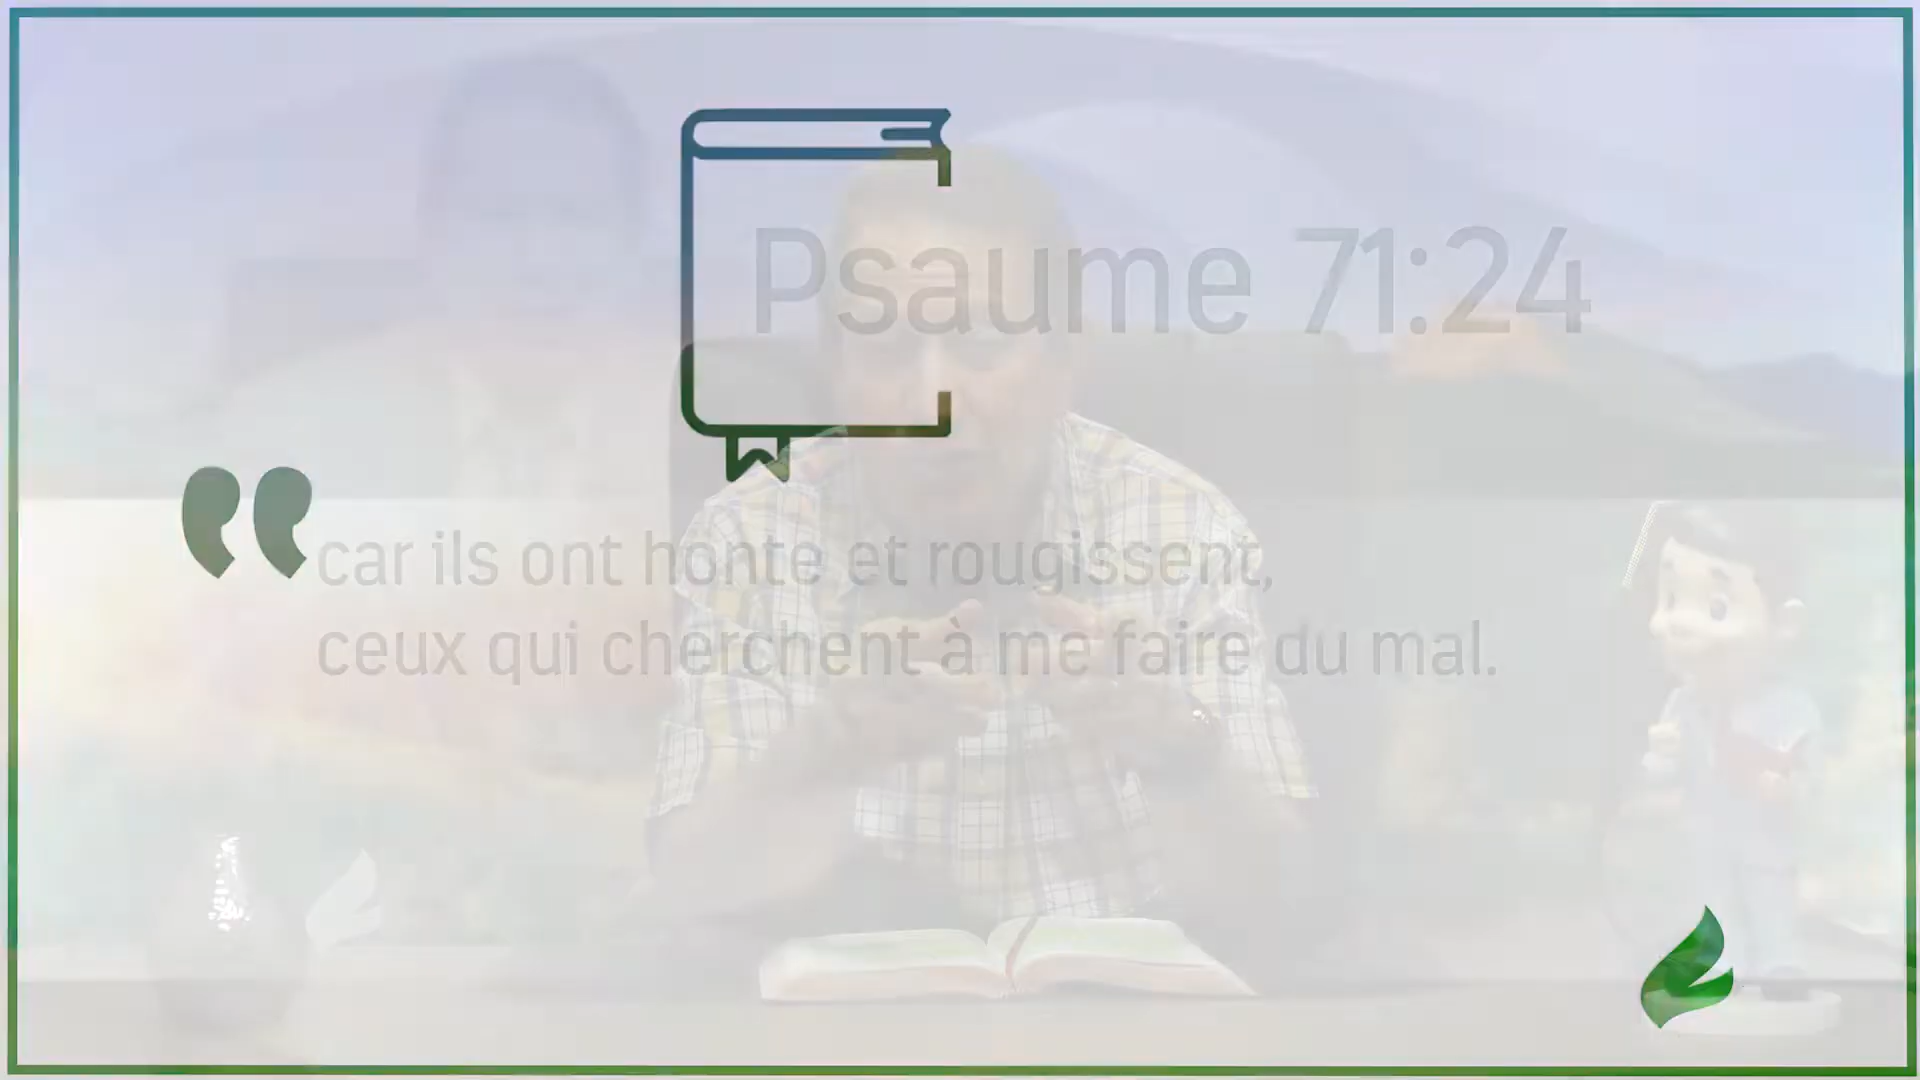 Psaume 71:24
car ils ont honte et rougissent,
ceux qui cherchent à me faire du mal.